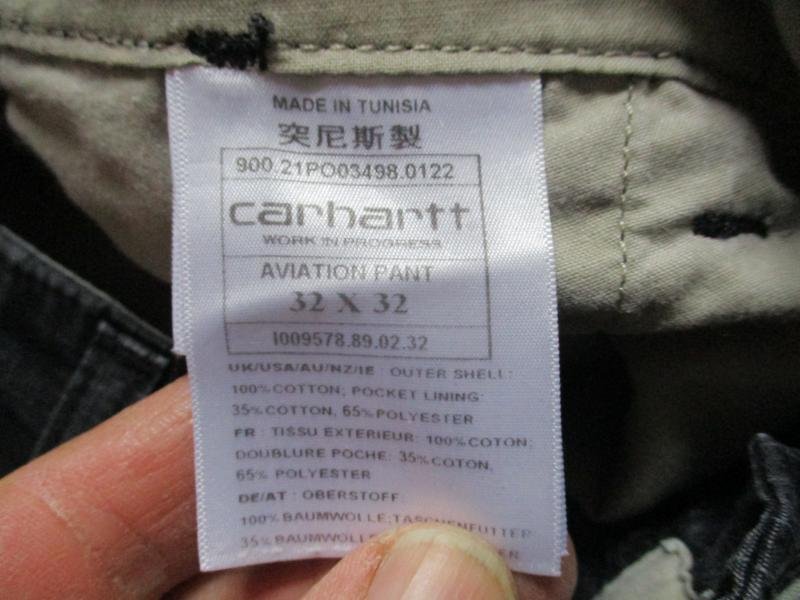 MADE IN TUNISIA
突尼斯製
900.21PO03498.0122
carhartt
WORK IN PROGRESS
AVIATION PANT
32 X 32
I009578.89.02.32
UK/USA/AU/NZ/IE : OUTER SHELL:
100% COTTON; POCKET LINING:
35% COTTON, 65% POLYESTER
FR : TISSU EXTERIEUR: 100% COTON;
DOUBLURE POCHE: 35% COTON,
65% POLYESTER
DE/AT : OBERSTOFF:
100% BAUMWOLLE; TASCHENFUTTER
35% BAUMWOLLE